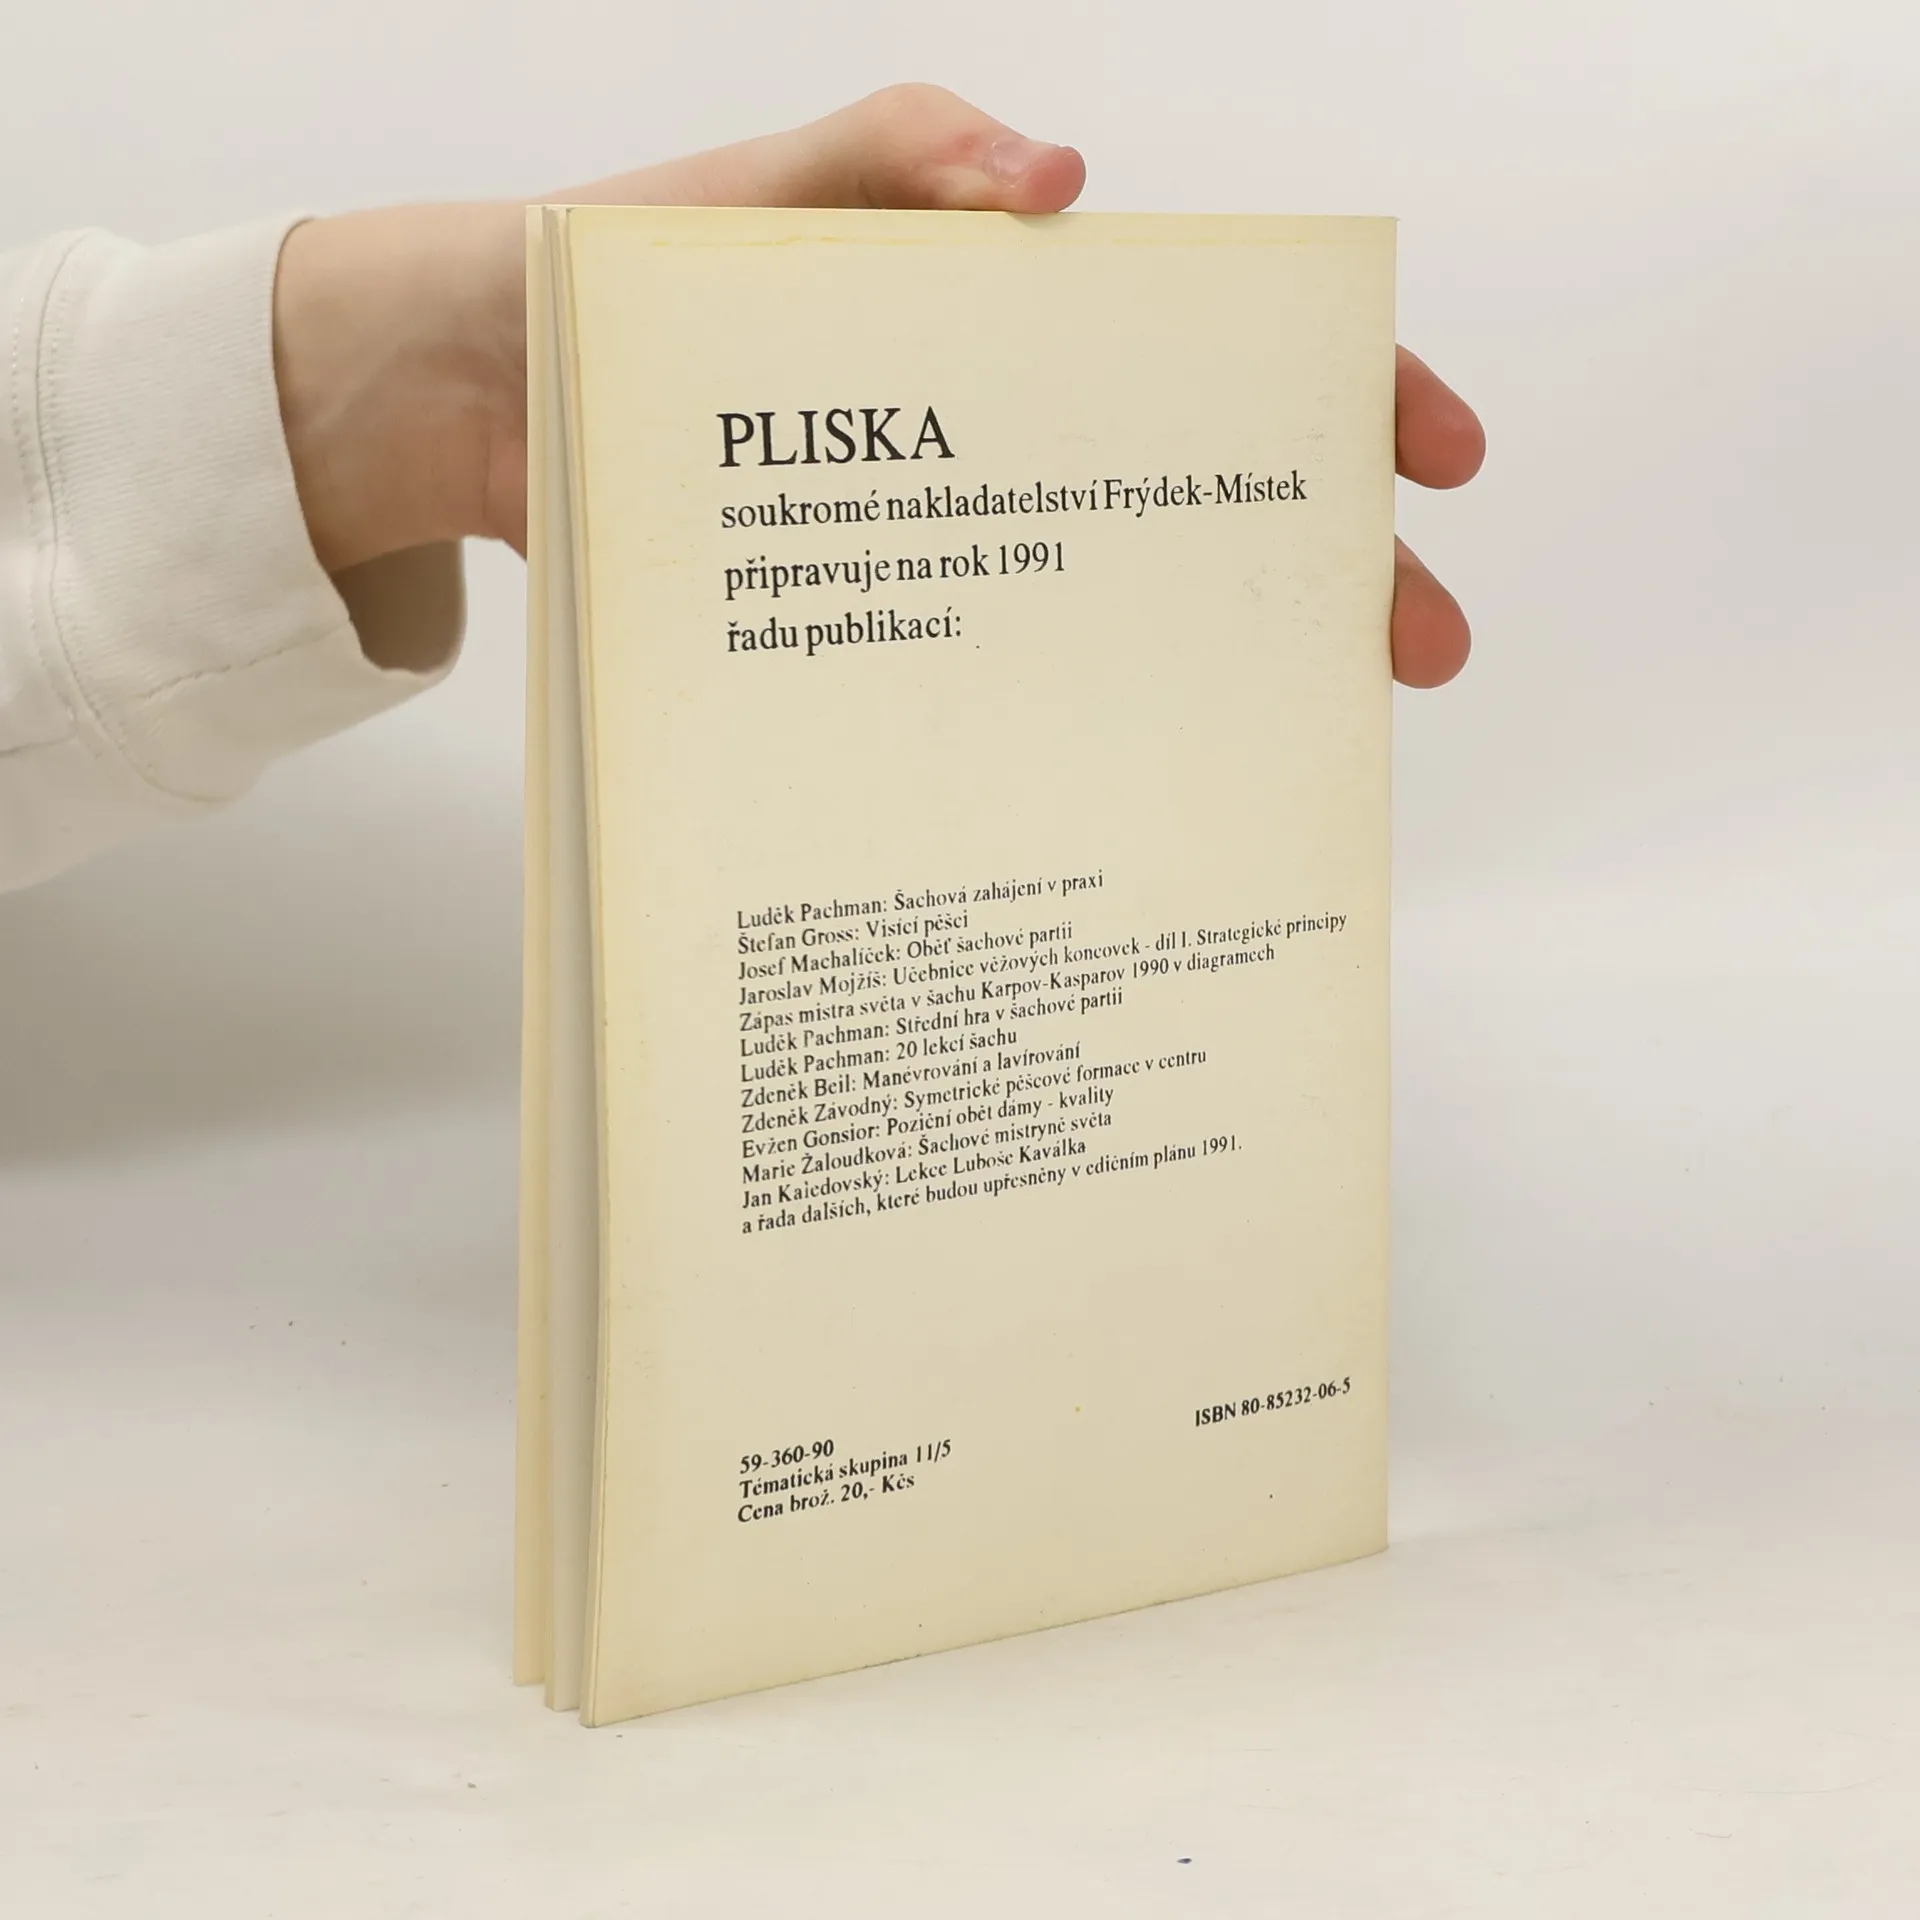 PLISKA
soukromé nakladatelství Frýdek-Místek
připravuje na rok 1991
řadu publikací:
Luděk Pachman: Šachová zahájení v praxi
Štefan Gross: Visící pěšci
Josef Machalíček: Oběť šachové partii
Jaroslav Mojžíš: Učebnice věžových koncovek - díl I. Strategické principy
Zápas mistra světa v šachu Karpov-Kasparov 1990 v diagramech
Luděk Pachman: Střední hra v šachové partii
Luděk Pachman: 20 lekcí šachu
Zdeněk Beil: Manévrování a lavírování
Zdeněk Závodný: Symetrické pěšcové formace v centru
Evžen Gonsior: Poziční obět dámy - kvality
Marie Žaloudková: Šachové mistryně světa
Jan Kaiedovský: Lekce Luboše Kaválka
a řada dalších, které budou upřesněny v edičním plánu 1991.
ISBN 80-85232-06-5
59-360-90
Tématická skupina 11/5
Cena brož. 20,- Kčs